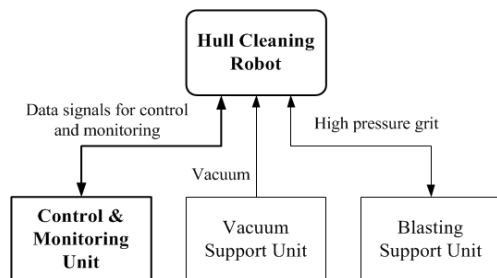 Hull Cleaning
Robot
Data signals for control
and monitoring
High pressure grit
Vacuum
Control &
Monitoring
Unit
Vacuum
Support Unit
Blasting
Support Unit